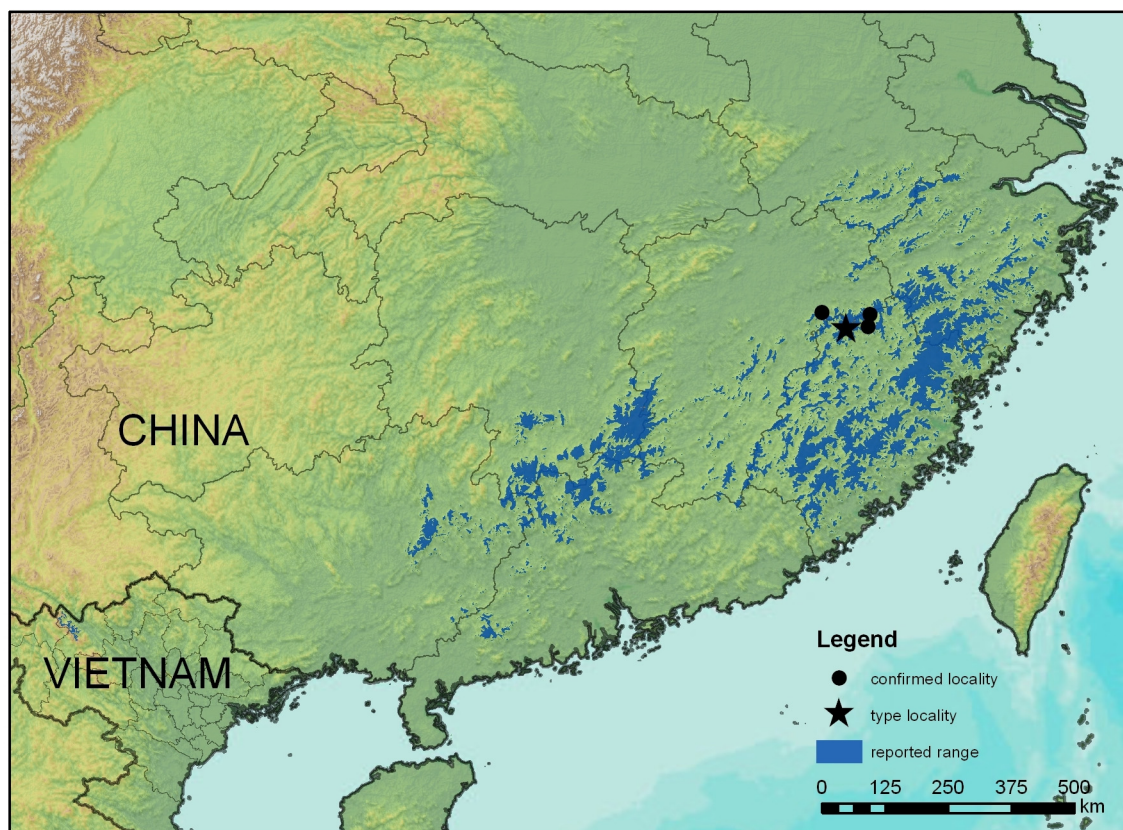 CHINA
VIETNAM
Legend
confirmed locality
type locality
reported range
0 125 250 375 500
km